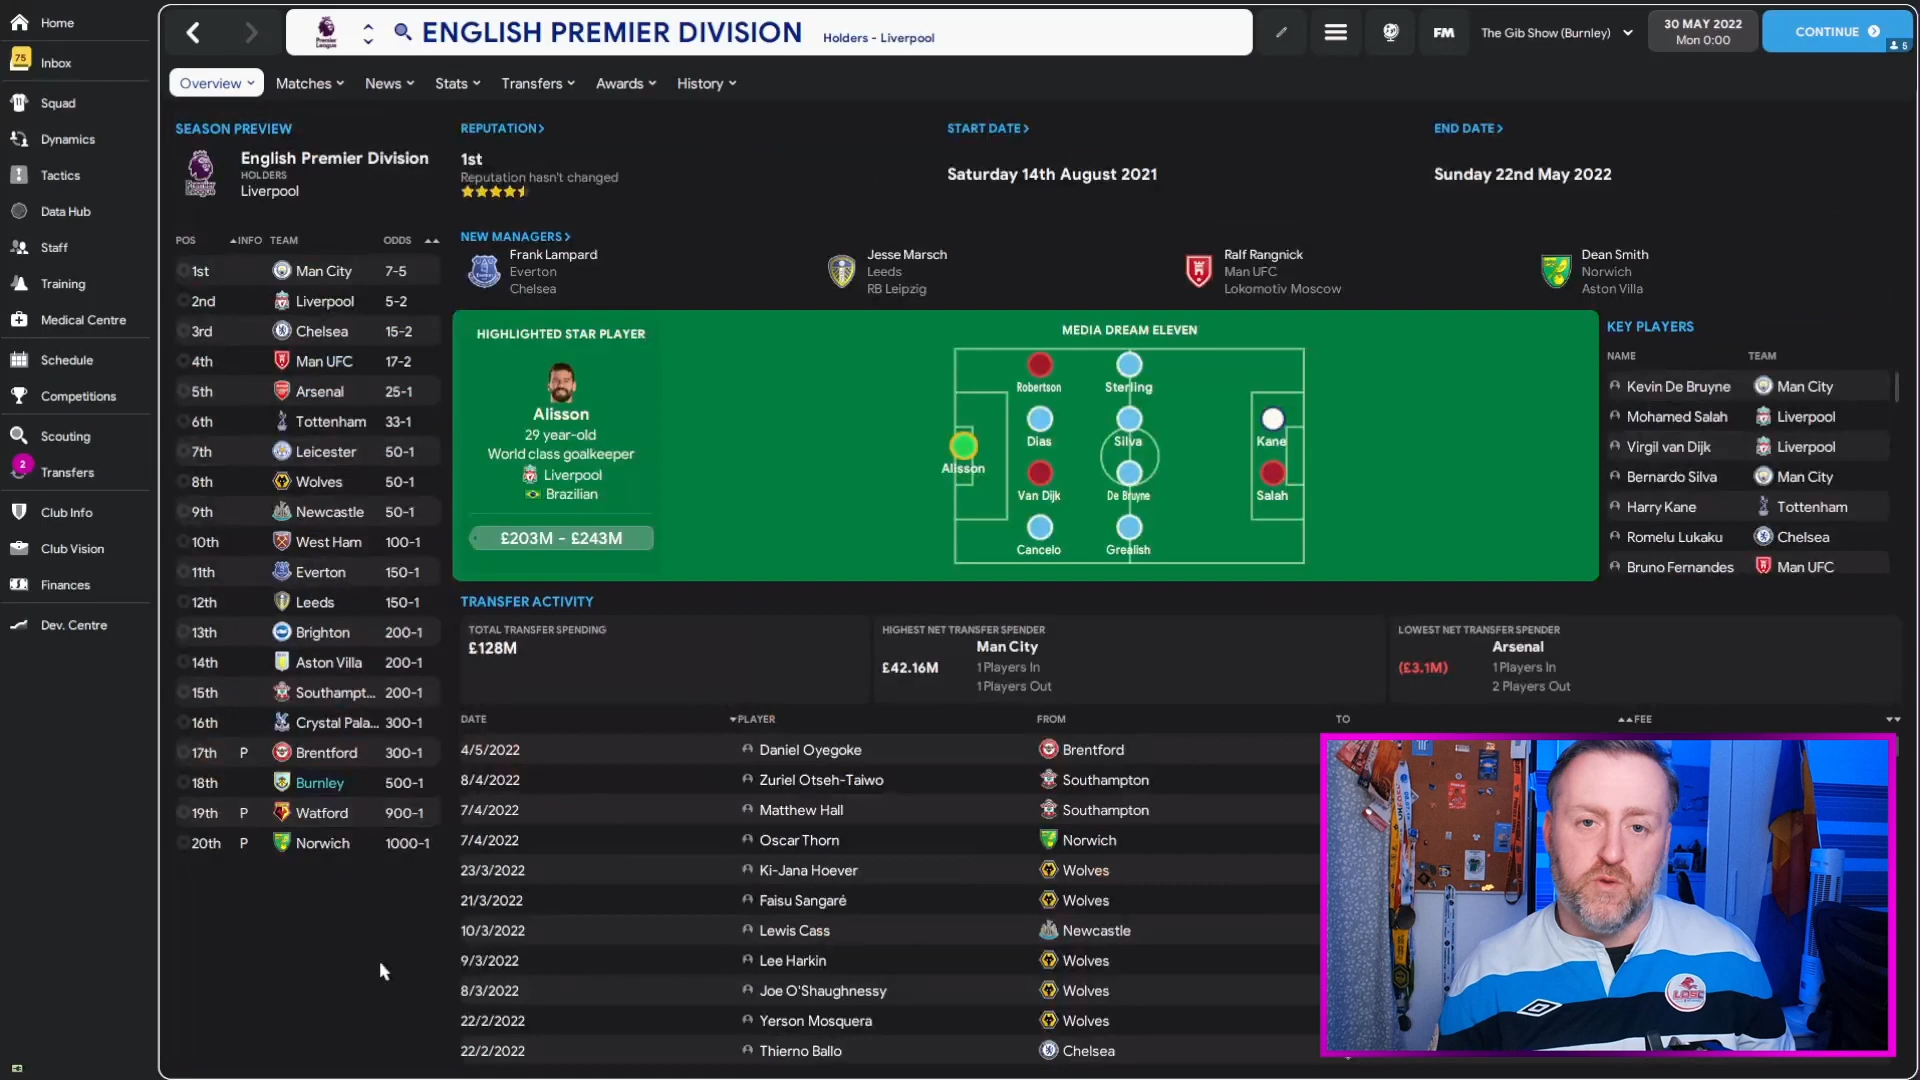 Home
75
Inbox
Squad
Dynamics
Tactics
Data Hub
Staff
Training
Medical Centre
Schedule
Competitions
Scouting
2
Transfers
Club Info
Club Vision
Finances
Dev. Centre
Premier League
ENGLISH PREMIER DIVISION
Holders - Liverpool
FM
The Gib Show (Burnley)
30 MAY 2022
Mon 0:00
CONTINUE
5
Overview
Matches
News
Stats
Transfers
Awards
History
SEASON PREVIEW
English Premier Division
HOLDERS
Liverpool
REPUTATION>
1st
Reputation hasn't changed
START DATE>
Saturday 14th August 2021
END DATE>
Sunday 22nd May 2022
POS INFO TEAM ODDS
1st Man City 7-5
2nd Liverpool 5-2
3rd Chelsea 15-2
4th Man UFC 17-2
5th Arsenal 25-1
6th Tottenham 33-1
7th Leicester 50-1
8th Wolves 50-1
9th Newcastle 50-1
10th West Ham 100-1
11th Everton 150-1
12th Leeds 150-1
13th Brighton 200-1
14th Aston Villa 200-1
15th Southampt... 200-1
16th Crystal Pala... 300-1
17th P Brentford 300-1
18th Burnley 500-1
19th P Watford 900-1
20th P Norwich 1000-1
NEW MANAGERS>
Frank Lampard
Everton
Chelsea
Jesse Marsch
Leeds
RB Leipzig
Ralf Rangnick
Man UFC
Lokomotiv Moscow
Dean Smith
Norwich
Aston Villa
HIGHLIGHTED STAR PLAYER
Alisson
29 year-old
World class goalkeeper
Liverpool
Brazilian
£203M - £243M
MEDIA DREAM ELEVEN
Robertson
Sterling
Dias
Silva
Kane
Alisson
Van Dijk
De Bruyne
Salah
Cancelo
Grealish
KEY PLAYERS
NAME TEAM
Kevin De Bruyne Man City
Mohamed Salah Liverpool
Virgil van Dijk Liverpool
Bernardo Silva Man City
Harry Kane Tottenham
Romelu Lukaku Chelsea
Bruno Fernandes Man UFC
TRANSFER ACTIVITY
TOTAL TRANSFER SPENDING
£128M
HIGHEST NET TRANSFER SPENDER
Man City
£42.16M
1 Players In
1 Players Out
LOWEST NET TRANSFER SPENDER
Arsenal
(£3.1M)
1 Players In
2 Players Out
DATE PLAYER FROM TO FEE
4/5/2022 Daniel Oyegoke Brentford
8/4/2022 Zuriel Otseh-Taiwo Southampton
7/4/2022 Matthew Hall Southampton
7/4/2022 Oscar Thorn Norwich
23/3/2022 Ki-Jana Hoever Wolves
21/3/2022 Faisu Sangaré Wolves
10/3/2022 Lewis Cass Newcastle
9/3/2022 Lee Harkin Wolves
8/3/2022 Joe O'Shaughnessy Wolves
22/2/2022 Yerson Mosquera Wolves
22/2/2022 Thierno Ballo Chelsea
LOSC